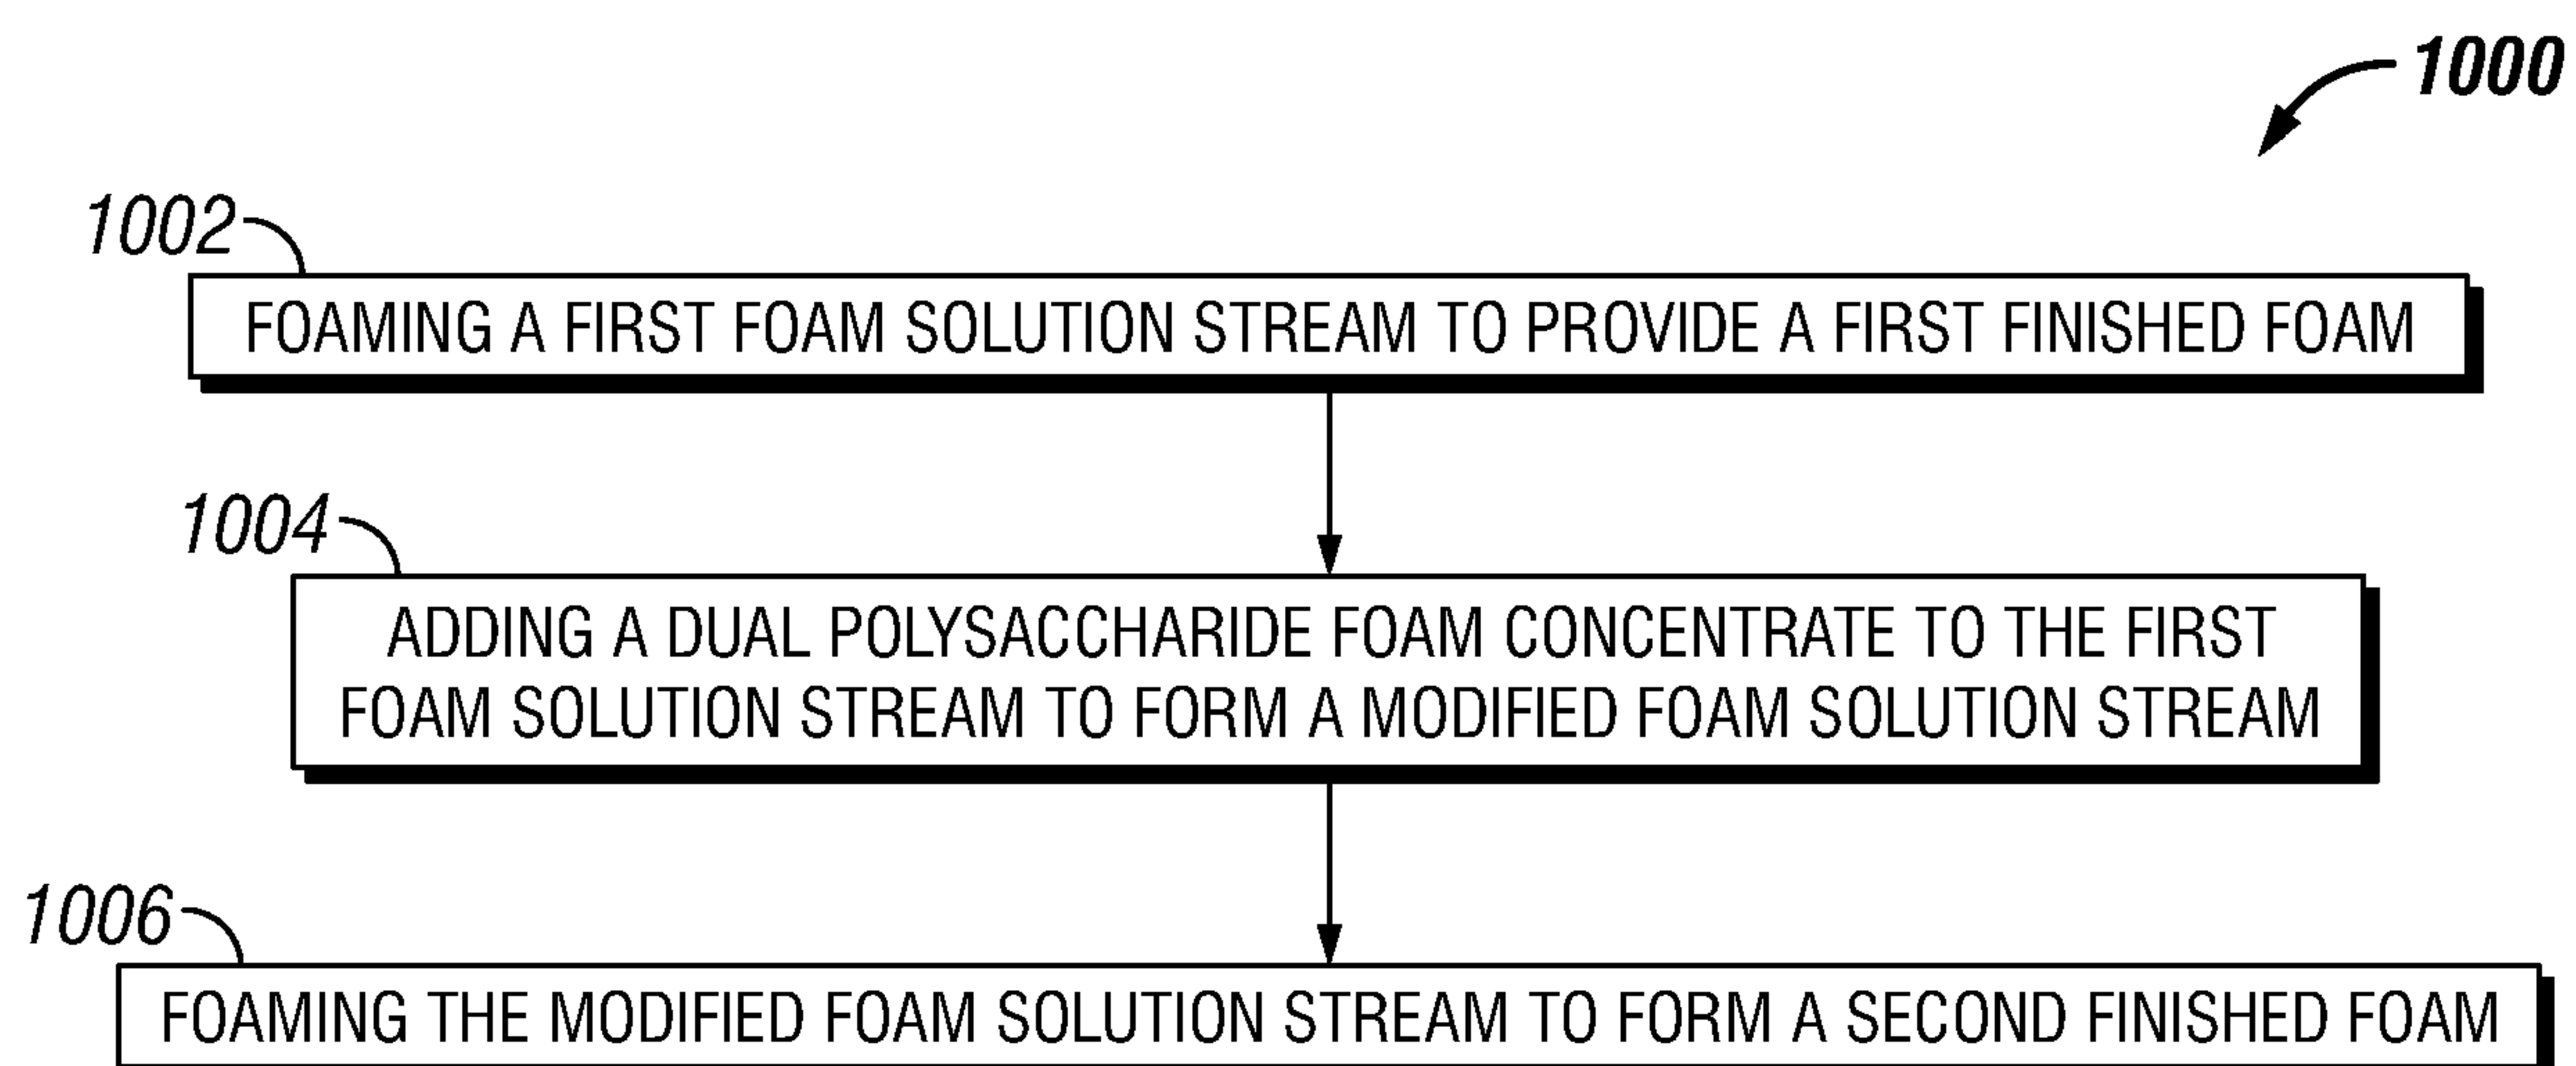 1000
1002
FOAMING A FIRST FOAM SOLUTION STREAM TO PROVIDE A FIRST FINISHED FOAM
1004
ADDING A DUAL POLYSACCHARIDE FOAM CONCENTRATE TO THE FIRST
FOAM SOLUTION STREAM TO FORM A MODIFIED FOAM SOLUTION STREAM
1006
FOAMING THE MODIFIED FOAM SOLUTION STREAM TO FORM A SECOND FINISHED FOAM